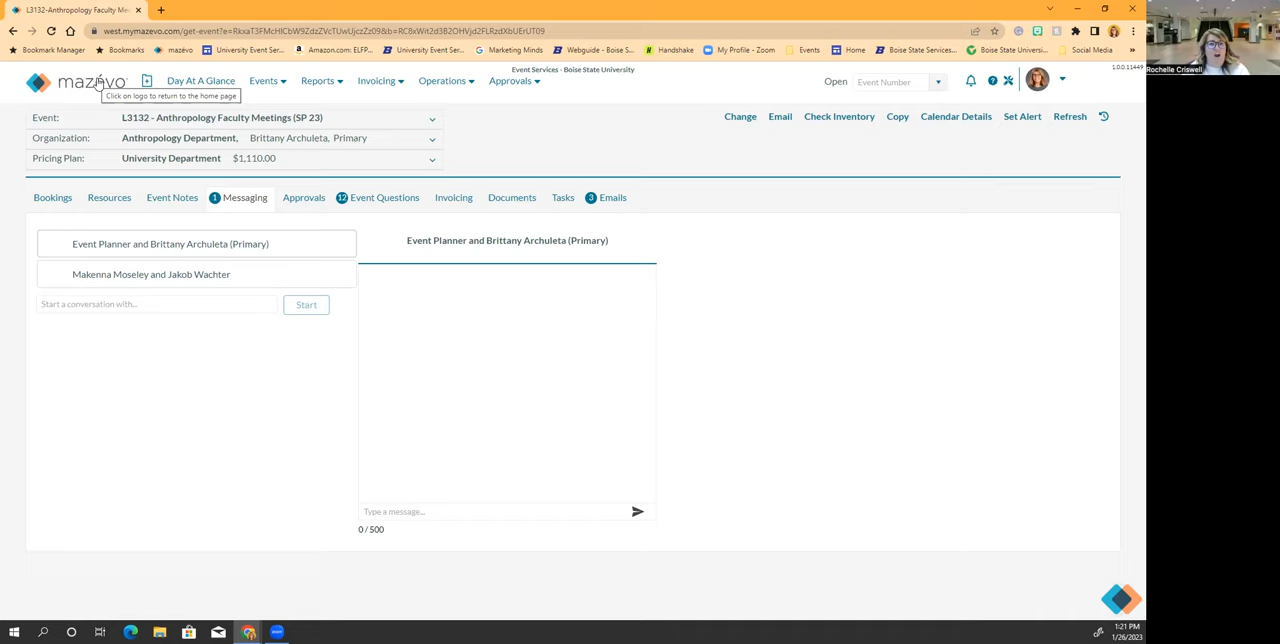 L3132-Anthropology Faculty Me
west.mymazevo.com/get-event?e=RkxaT3FMcHlCbW9ZdzZVcTUwUjczZz09&b=RC8xWit2d3B2OHVjd2FLRzdXbUErUT09
Bookmark Manager Bookmarks mazévo University Event Ser... Amazon.com: ELFP... University Event Ser... Marketing Minds Webguide - Boise S... Handshake My Profile - Zoom Events Home Boise State Services... Boise State Universi... Social Media »
Event Services - Boise State University
1.0.0.11449
mazévo Day At A Glance Events Reports Invoicing Operations Approvals Open Event Number
Click on logo to return to the home page
Event: L3132 - Anthropology Faculty Meetings (SP 23)
Change Email Check Inventory Copy Calendar Details Set Alert Refresh
Organization: Anthropology Department, Brittany Archuleta, Primary
Pricing Plan: University Department $1,110.00
Bookings Resources Event Notes 1 Messaging Approvals 12 Event Questions Invoicing Documents Tasks 3 Emails
Event Planner and Brittany Archuleta (Primary)
Event Planner and Brittany Archuleta (Primary)
Makenna Moseley and Jakob Wachter
Start a conversation with... Start
Type a message...
0 / 500
Rochelle Criswell
1:21 PM
1/26/2023